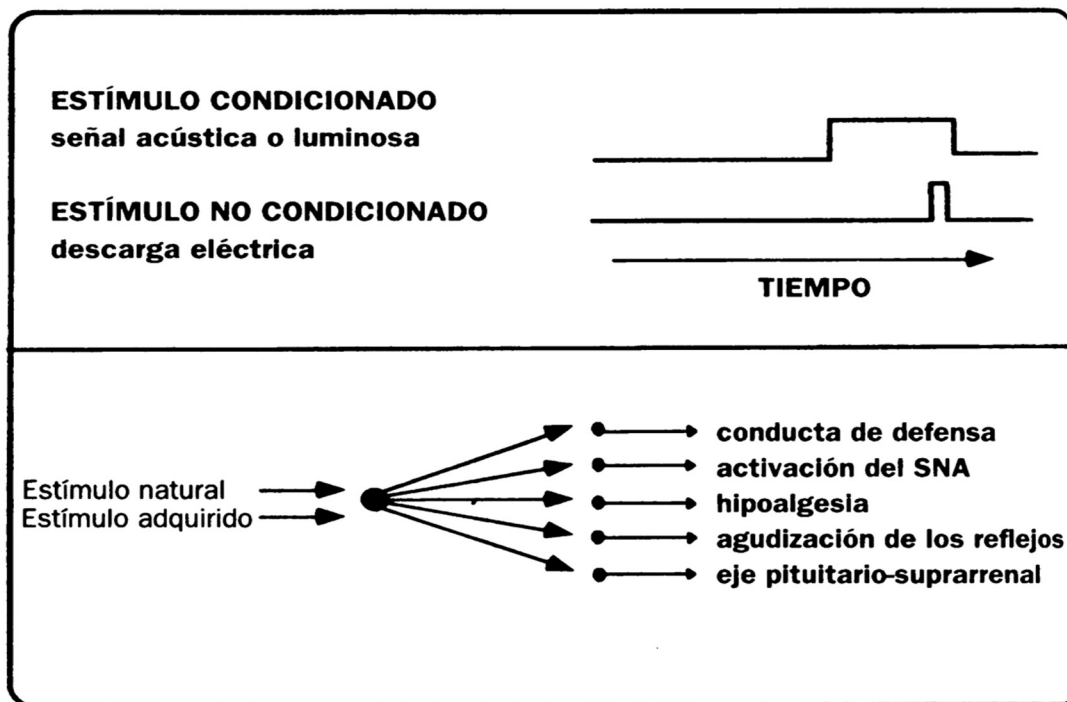 ESTÍMULO CONDICIONADO
señal acústica o luminosa
ESTÍMULO NO CONDICIONADO
descarga eléctrica
TIEMPO
Estímulo natural
Estímulo adquirido
conducta de defensa
activación del SNA
hipoalgesia
agudización de los reflejos
eje pituitario-suprarrenal